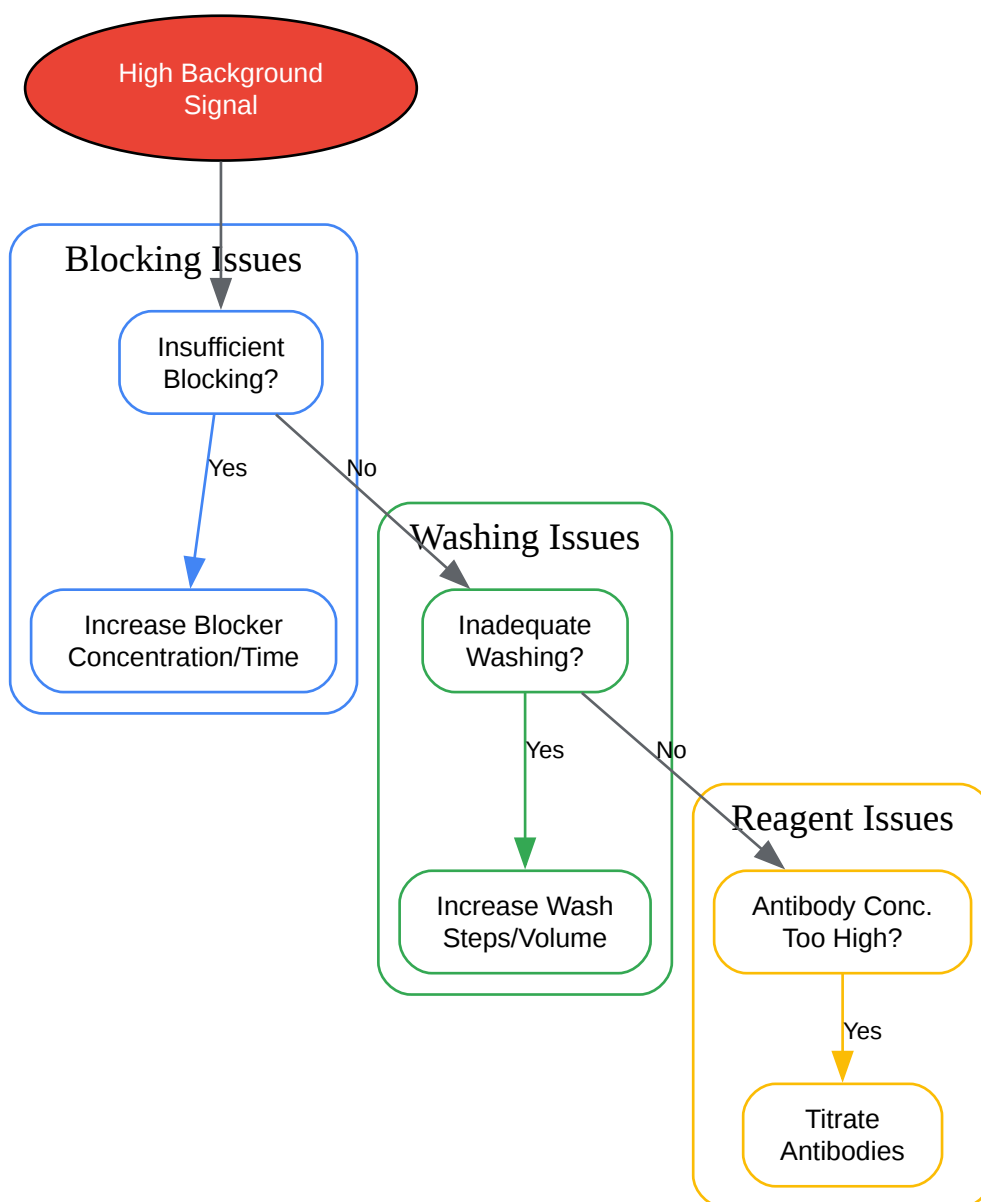 High Background
Signal
Blocking Issues
Insufficient
Blocking?
Yes
No
Increase Blocker
Concentration/Time
Washing Issues
Inadequate
Washing?
Yes
No
Increase Wash
Steps/Volume
Reagent Issues
Antibody Conc.
Too High?
Yes
Titrate
Antibodies